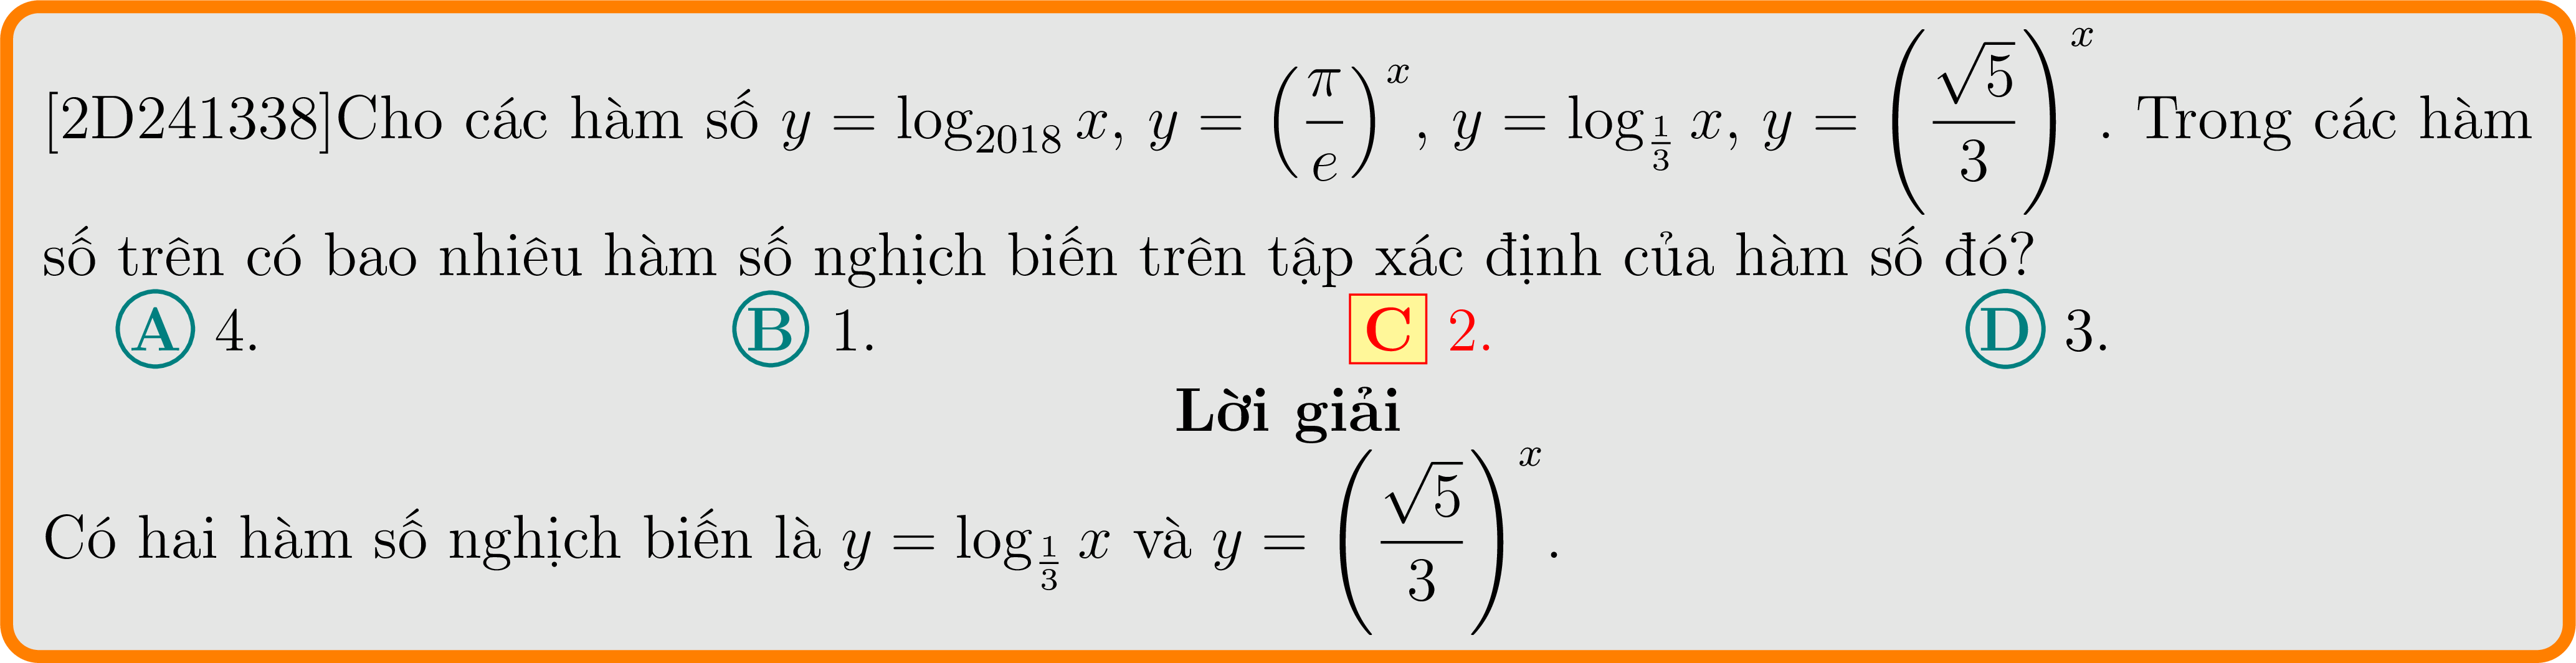 [2D241338]Cho các hàm số $y = \log_{2018} x$, $y = \left(\dfrac{\pi}{e}\right)^x$, $y = \log_{\frac{1}{3}} x$, $y = \left(\dfrac{\sqrt{5}}{3}\right)^x$. Trong các hàm
số trên có bao nhiêu hàm số nghịch biến trên tập xác định của hàm số đó?
A 4. B 1. C 2. D 3.
Lời giải
Có hai hàm số nghịch biến là $y = \log_{\frac{1}{3}} x$ và $y = \left(\dfrac{\sqrt{5}}{3}\right)^x$.